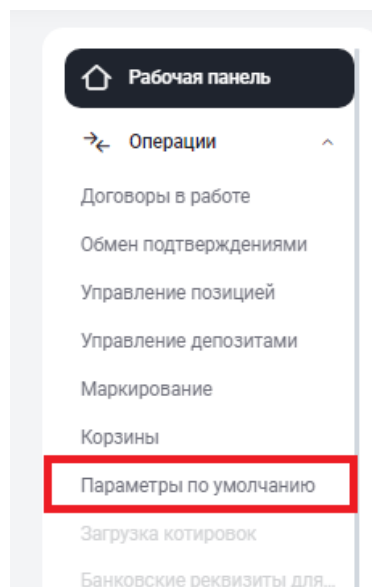 Рабочая панель
Операции
Договоры в работе
Обмен подтверждениями
Управление позицией
Управление депозитами
Маркирование
Корзины
Параметры по умолчанию
Загрузка котировок
Банковские реквизиты для...